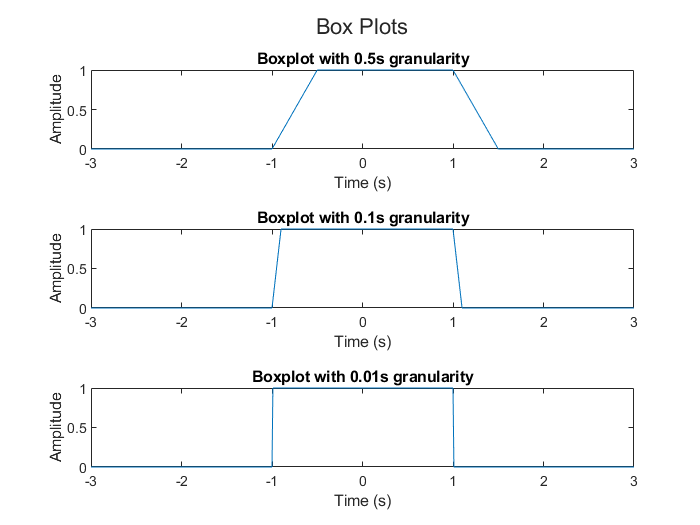 Box Plots
Boxplot with 0.5s granularity
Amplitude
1
0.5
0
-3 -2 -1 0 1 2 3
Time (s)
Boxplot with 0.1s granularity
Amplitude
1
0.5
0
-3 -2 -1 0 1 2 3
Time (s)
Boxplot with 0.01s granularity
Amplitude
1
0.5
0
-3 -2 -1 0 1 2 3
Time (s)